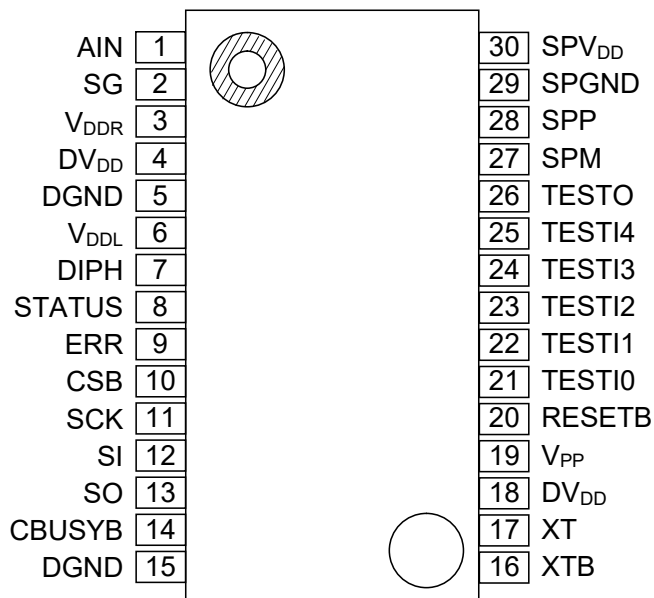 AIN 1 30 SPVDD
SG 2 29 SPGND
VDDR 3 28 SPP
DVDD 4 27 SPM
DGND 5 26 TESTO
VDDL 6 25 TESTI4
DIPH 7 24 TESTI3
STATUS 8 23 TESTI2
ERR 9 22 TESTI1
CSB 10 21 TESTI0
SCK 11 20 RESETB
SI 12 19 VPP
SO 13 18 DVDD
CBUSYB 14 17 XT
DGND 15 16 XTB